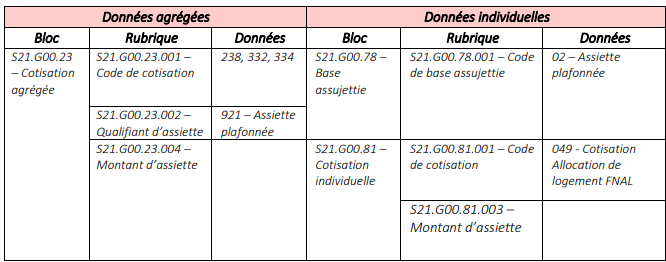 Données agrégées
Données individuelles
Bloc
Rubrique
Données
Bloc
Rubrique
Données
S21.G00.23
– Cotisation
agrégée
S21.G00.23.001 –
Code de cotisation
238, 332, 334
S21.G00.78 –
Base
assujettie
S21.G00.78.001 – Code
de base assujettie
02 – Assiette
plafonnée
S21.G00.23.002 –
Qualifiant d’assiette
921 – Assiette
plafonnée
S21.G00.23.004 –
Montant d’assiette
S21.G00.81 –
Cotisation
individuelle
S21.G00.81.001 – Code
de cotisation
049 - Cotisation
Allocation de
logement FNAL
S21.G00.81.003 –
Montant d’assiette